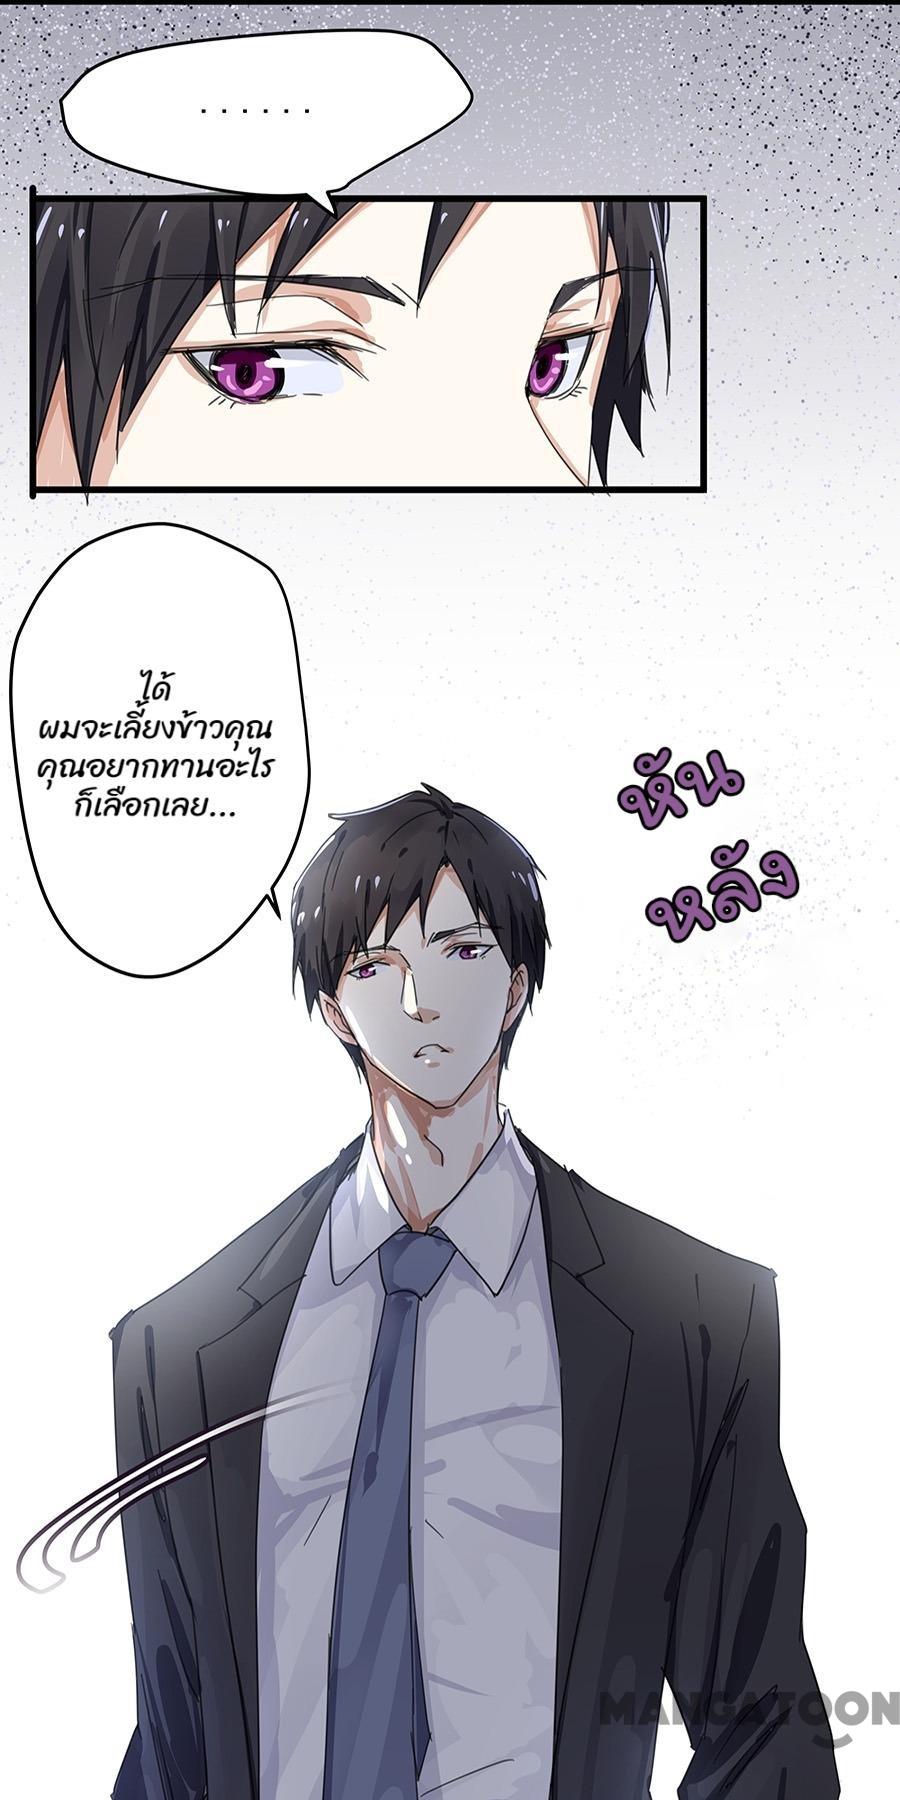 ......
ได้
ผมจะเลี้ยงข้าวคุณ
คุณอยากทานอะไร
ก็เลือกเลย...
หัน
หลัง
MANGATOON